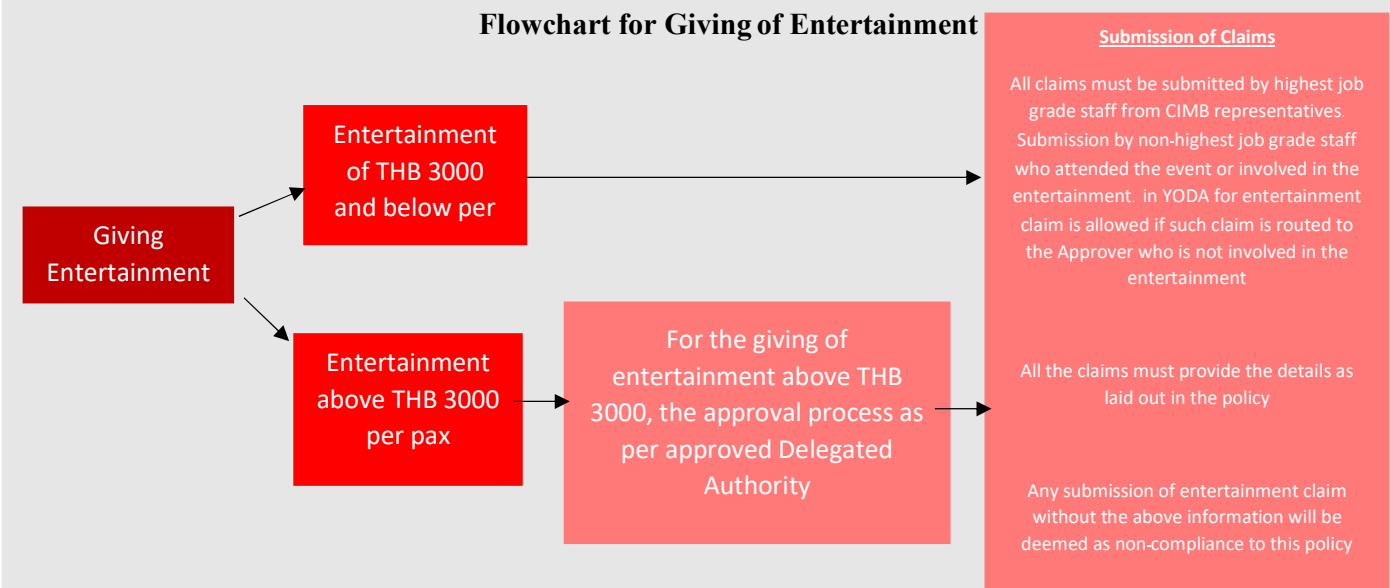 Flowchart for Giving of Entertainment
Giving
Entertainment
Entertainment
of THB 3000
and below per
Entertainment
above THB 3000
per pax
For the giving of
entertainment above THB
3000, the approval process as
per approved Delegated
Authority
Submission of Claims
All claims must be submitted by highest job
grade staff from CIMB representatives.
Submission by non-highest job grade staff
who attended the event or involved in the
entertainment. in YODA for entertainment
claim is allowed if such claim is routed to
the Approver who is not involved in the
entertainment
All the claims must provide the details as
laid out in the policy
Any submission of entertainment claim
without the above information will be
deemed as non-compliance to this policy